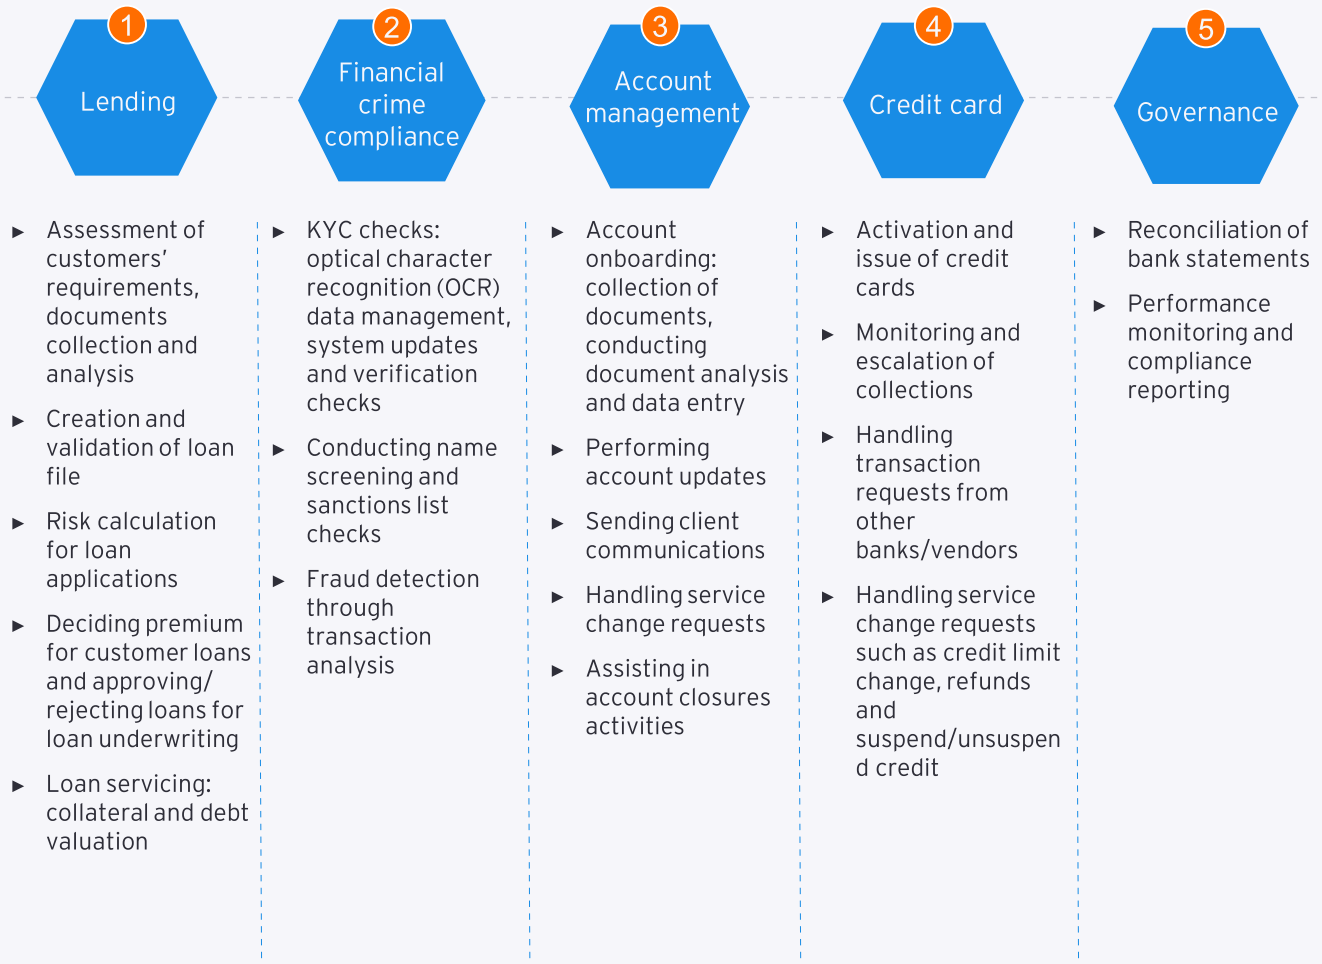 1
Lending
► Assessment of
customers’
requirements,
documents
collection and
analysis
► Creation and
validation of loan
file
► Risk calculation
for loan
applications
► Deciding premium
for customer loans
and approving/
rejecting loans for
loan underwriting
► Loan servicing:
collateral and debt
valuation
2
Financial
crime
compliance
► KYC checks:
optical character
recognition (OCR)
data management,
system updates
and verification
checks
► Conducting name
screening and
sanctions list
checks
► Fraud detection
through
transaction
analysis
3
Account
management
► Account
onboarding:
collection of
documents,
conducting
document analysis
and data entry
► Performing
account updates
► Sending client
communications
► Handling service
change requests
► Assisting in
account closures
activities
4
Credit card
► Activation and
issue of credit
cards
► Monitoring and
escalation of
collections
► Handling
transaction
requests from
other
banks/vendors
► Handling service
change requests
such as credit limit
change, refunds
and
suspend/unsuspen
d credit
5
Governance
► Reconciliation of
bank statements
► Performance
monitoring and
compliance
reporting